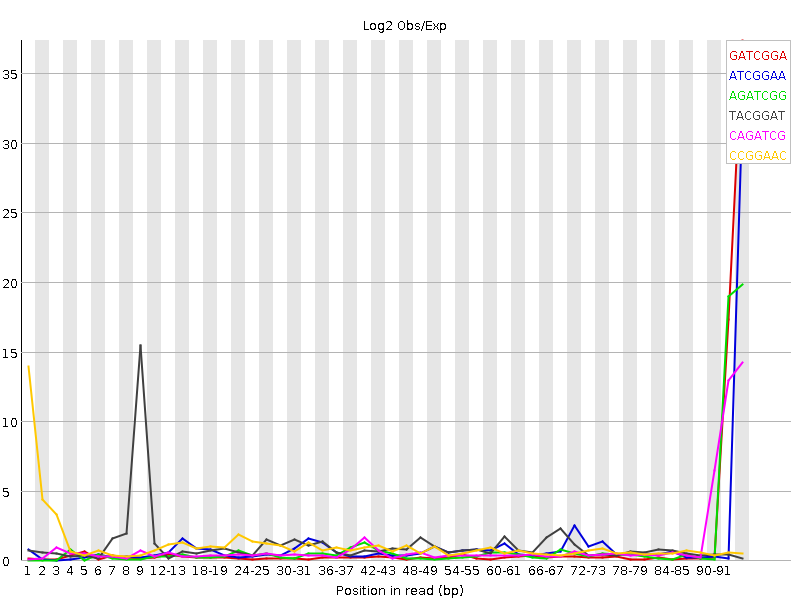 Log2 Obs/Exp
35
30
25
20
15
10
5
0
GATCGGA
ATCGGAA
AGATCGG
TACGGAT
CAGATCG
CCGGAAC
1 2 3 4 5 6 7 8 9 12-13 18-19 24-25 30-31 36-37 42-43 48-49 54-55 60-61 66-67 72-73 78-79 84-85 90-91
Position in read (bp)